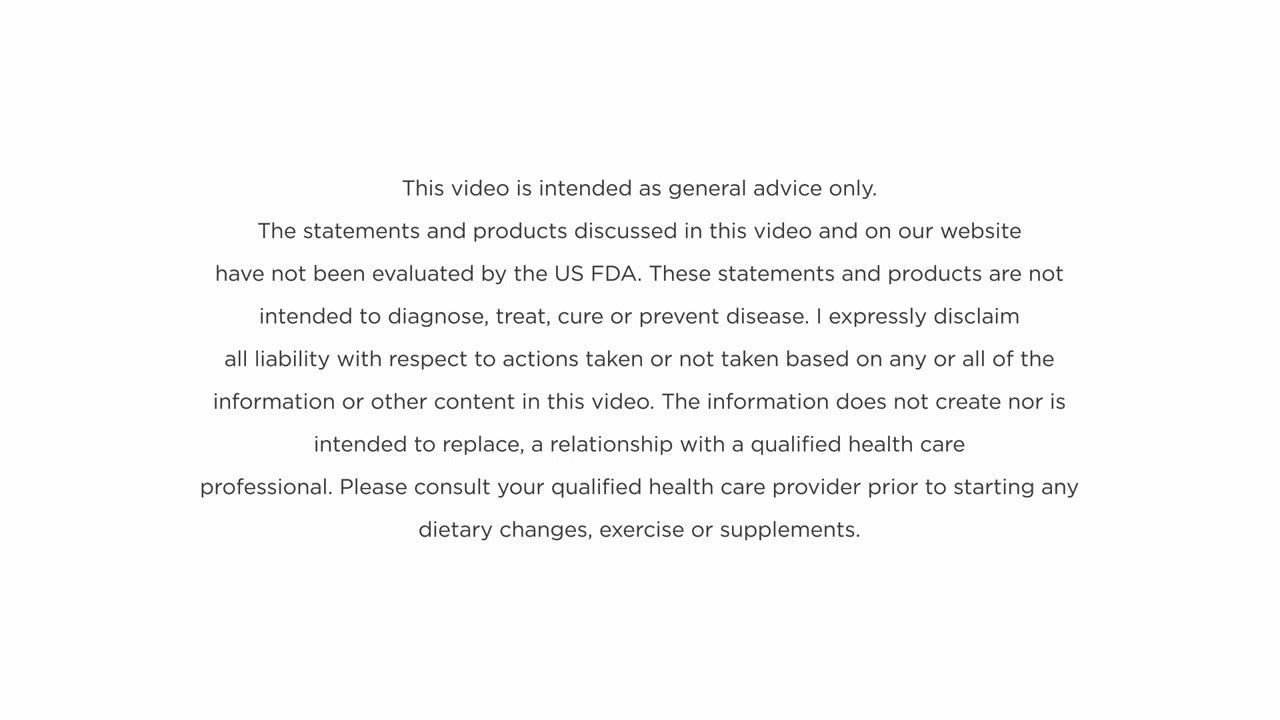 This video is intended as general advice only.
The statements and products discussed in this video and on our website
have not been evaluated by the US FDA. These statements and products are not
intended to diagnose, treat, cure or prevent disease. I expressly disclaim
all liability with respect to actions taken or not taken based on any or all of the
information or other content in this video. The information does not create nor is
intended to replace, a relationship with a qualified health care
professional. Please consult your qualified health care provider prior to starting any
dietary changes, exercise or supplements.